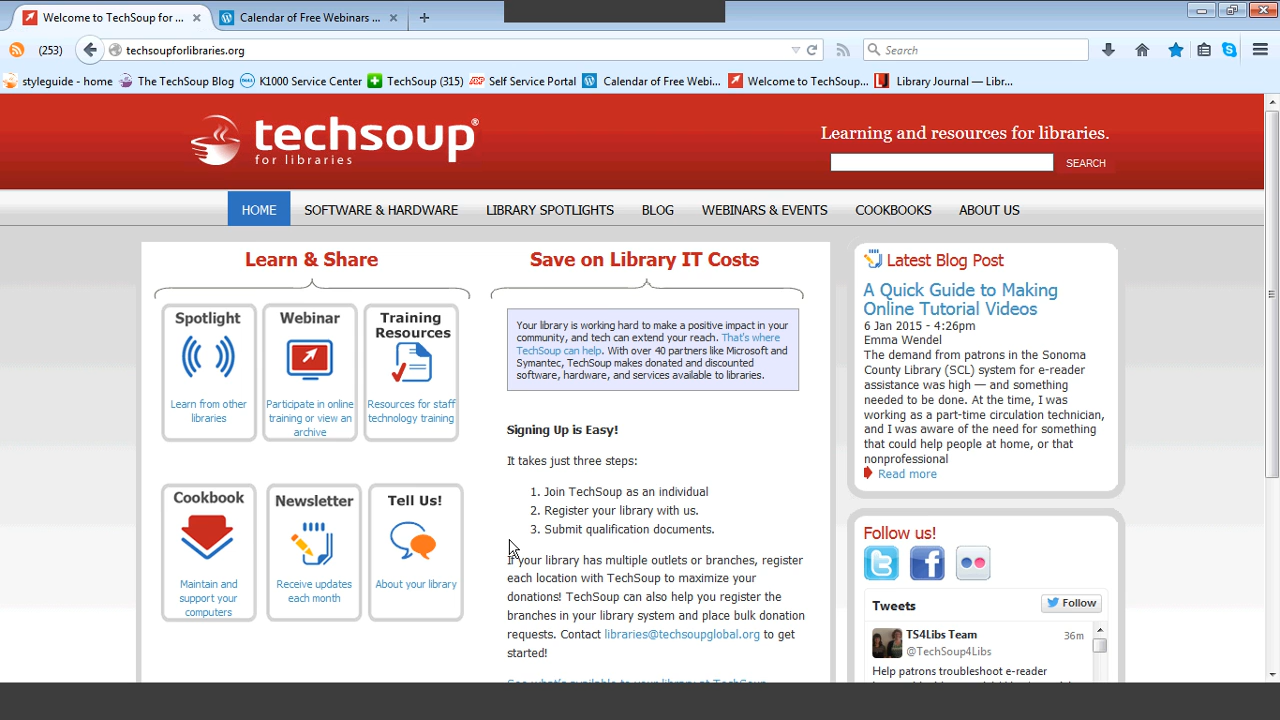 Welcome to TechSoup for ...
Calendar of Free Webinars ...
(253)
techsoupforlibraries.org
Search
styleguide - home
The TechSoup Blog
K1000 Service Center
TechSoup (315)
Self Service Portal
Calendar of Free Webi...
Welcome to TechSoup...
Library Journal — Libr...
techsoup®
for libraries
Learning and resources for libraries.
SEARCH
HOME
SOFTWARE & HARDWARE
LIBRARY SPOTLIGHTS
BLOG
WEBINARS & EVENTS
COOKBOOKS
ABOUT US
Learn & Share
Spotlight
Learn from other
libraries
Webinar
Participate in online
training or view an
archive
Training
Resources
Resources for staff
technology training
Cookbook
Maintain and
support your
computers
Newsletter
Receive updates
each month
Tell Us!
About your library
Save on Library IT Costs
Your library is working hard to make a positive impact in your
community, and tech can extend your reach. That's where
TechSoup can help. With over 40 partners like Microsoft and
Symantec, TechSoup makes donated and discounted
software, hardware, and services available to libraries.
Signing Up is Easy!
It takes just three steps:
1. Join TechSoup as an individual
2. Register your library with us.
3. Submit qualification documents.
If your library has multiple outlets or branches, register
each location with TechSoup to maximize your
donations! TechSoup can also help you register the
branches in your library system and place bulk donation
requests. Contact libraries@techsoupglobal.org to get
started!
See what's available to your library at TechSoup
Latest Blog Post
A Quick Guide to Making
Online Tutorial Videos
6 Jan 2015 - 4:26pm
Emma Wendel
The demand from patrons in the Sonoma
County Library (SCL) system for e-reader
assistance was high — and something
needed to be done. At the time, I was
working as a part-time circulation technician,
and I was aware of the need for something
that could help people at home, or that
nonprofessional
Read more
Follow us!
Tweets
Follow
TS4Libs Team
36m
@TechSoup4Libs
Help patrons troubleshoot e-reader